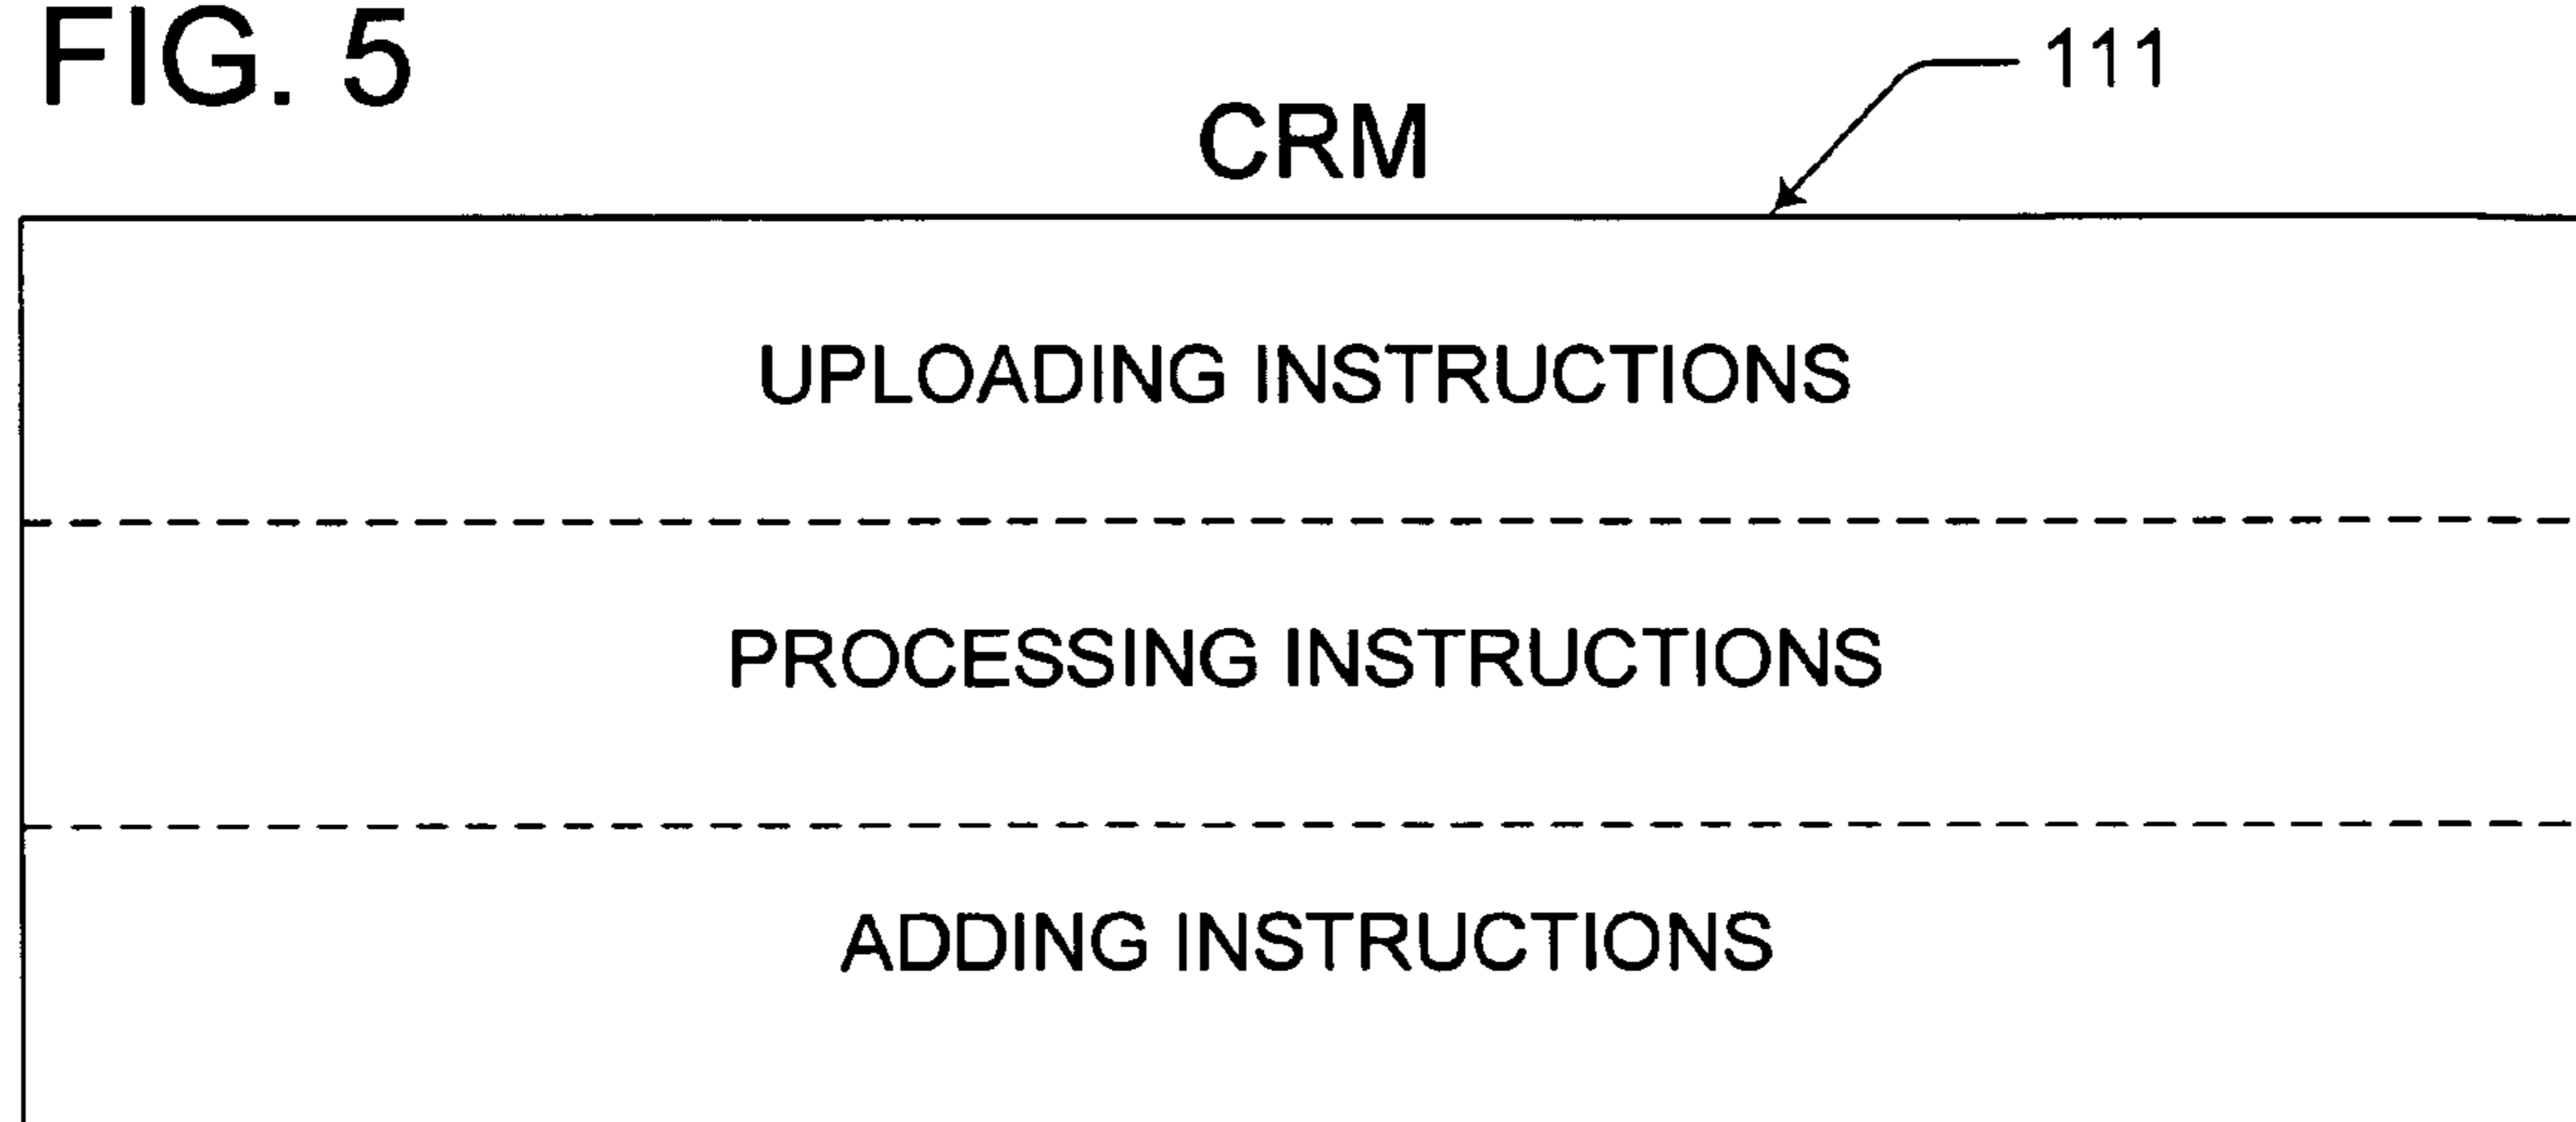 FIG. 5
111
CRM
UPLOADING INSTRUCTIONS
PROCESSING INSTRUCTIONS
ADDING INSTRUCTIONS